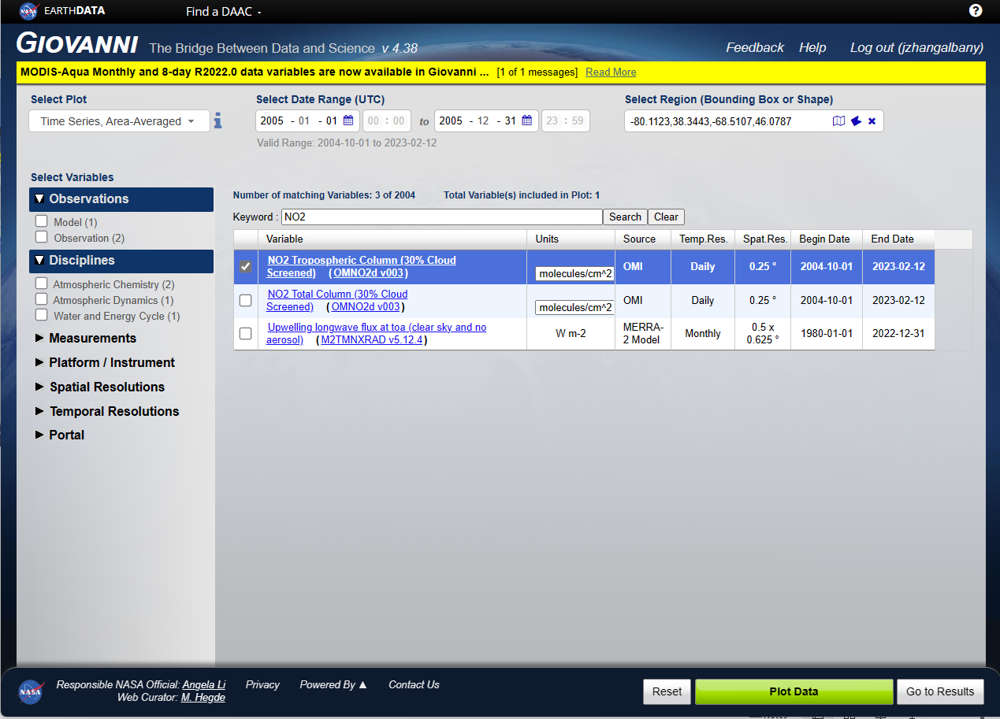 NASA EARTHDATA Find a DAAC
GIOVANNI The Bridge Between Data and Science v 4.38 Feedback Help Log out (jzhangalbany)
MODIS-Aqua Monthly and 8-day R2022.0 data variables are now available in Giovanni ... [1 of 1 messages] Read More
Select Plot Select Date Range (UTC) Select Region (Bounding Box or Shape)
Time Series, Area-Averaged 2005 - 01 - 01 00 : 00 to 2005 - 12 - 31 23 : 59 -80.1123,38.3443,-68.5107,46.0787
Valid Range: 2004-10-01 to 2023-02-12
Select Variables
Observations
Model (1)
Observation (2)
Disciplines
Atmospheric Chemistry (2)
Atmospheric Dynamics (1)
Water and Energy Cycle (1)
Measurements
Platform / Instrument
Spatial Resolutions
Temporal Resolutions
Portal
Number of matching Variables: 3 of 2004 Total Variable(s) included in Plot: 1
Keyword : NO2 Search Clear
Variable Units Source Temp.Res. Spat.Res. Begin Date End Date
NO2 Tropospheric Column (30% Cloud
Screened) (OMNO2d v003) molecules/cm^2 OMI Daily 0.25 ° 2004-10-01 2023-02-12
NO2 Total Column (30% Cloud
Screened) (OMNO2d v003) molecules/cm^2 OMI Daily 0.25 ° 2004-10-01 2023-02-12
Upwelling longwave flux at toa (clear sky and no
aerosol) (M2TMNXRAD v5.12.4) W m-2 MERRA-2 Model Monthly 0.5 x 0.625 ° 1980-01-01 2022-12-31
NASA
Responsible NASA Official: Angela Li Privacy Powered By ▲ Contact Us
Web Curator: M. Hegde
Reset Plot Data Go to Results